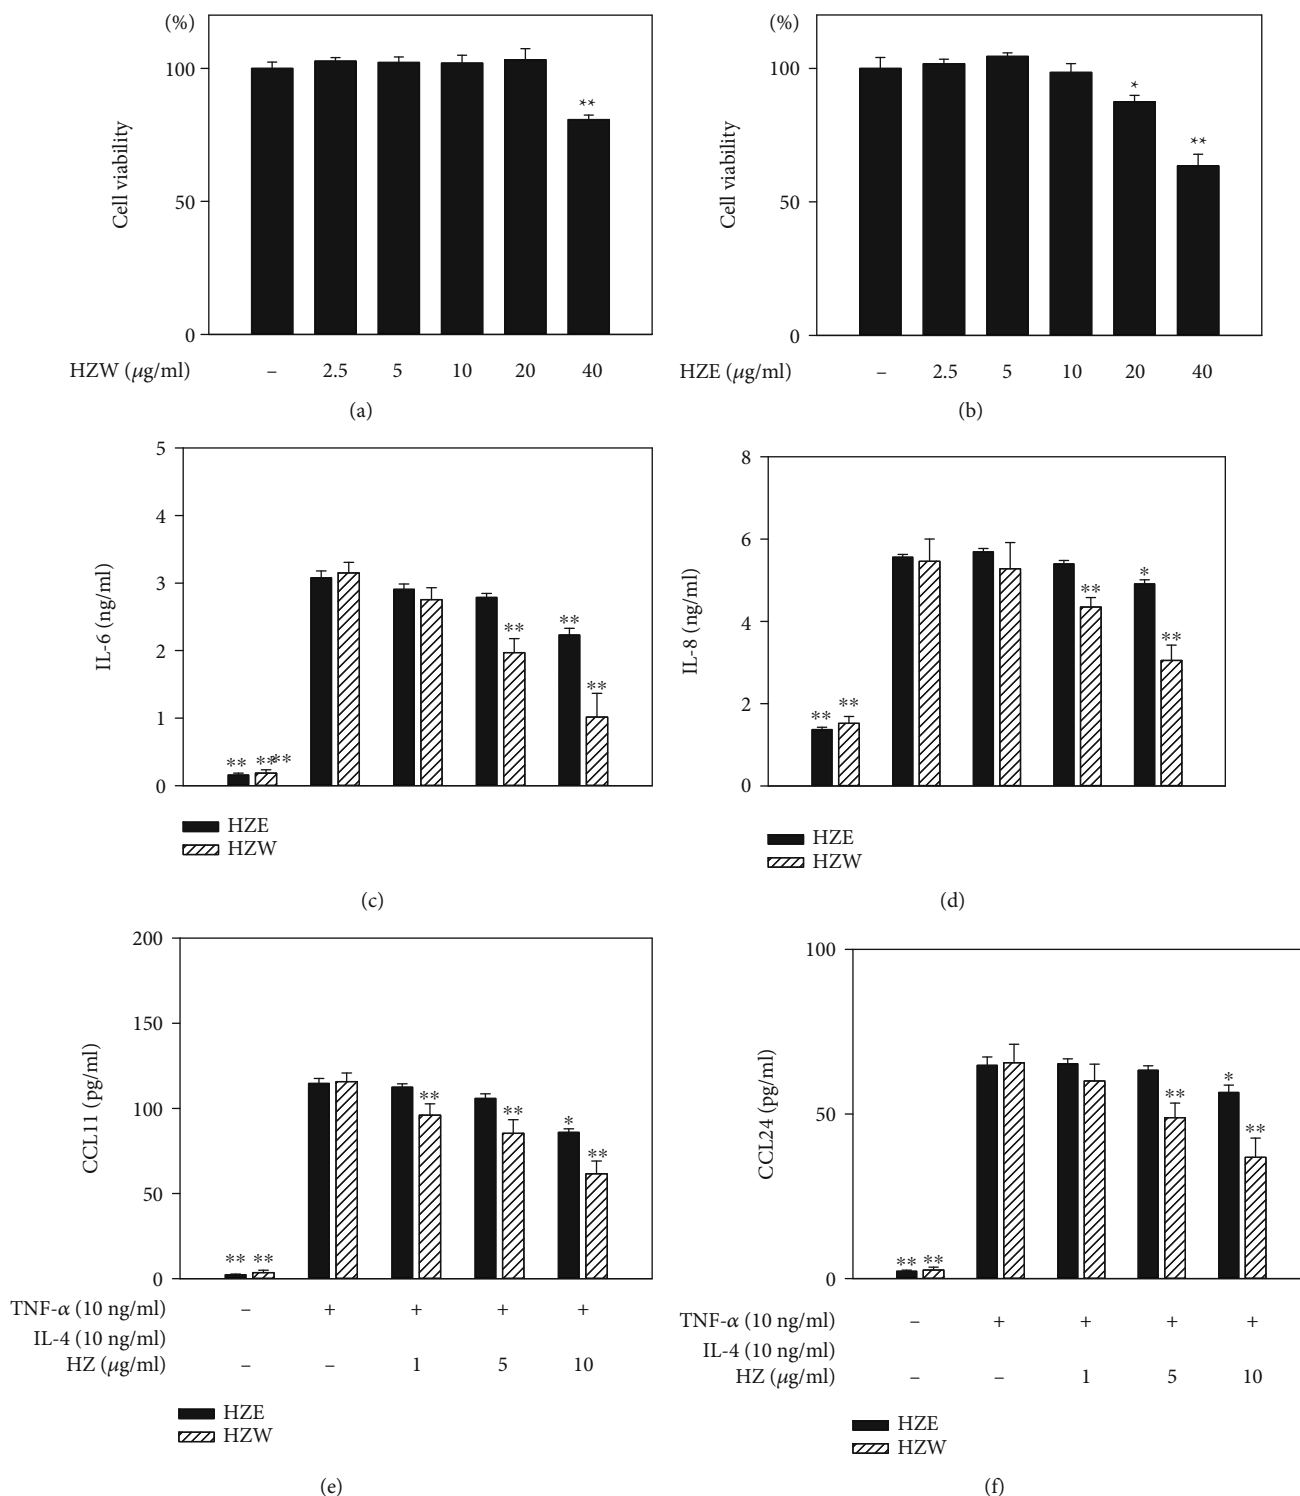 (%)
100
50
0
Cell viability
**
HZW (μg/ml)
– 2.5 5 10 20 40
(a)
(%)
100
50
0
Cell viability
*
**
HZE (μg/ml)
– 2.5 5 10 20 40
(b)
5
4
3
2
1
0
IL-6 (ng/ml)
** ** **
**
**
**
HZE
HZW
(c)
8
6
4
2
0
IL-8 (ng/ml)
** **
**
*
**
HZE
HZW
(d)
200
150
100
50
0
CCL11 (pg/ml)
** **
**
**
*
**
TNF-α (10 ng/ml) – + + + +
IL-4 (10 ng/ml)
HZ (μg/ml) – – 1 5 10
HZE
HZW
(e)
100
50
0
CCL24 (pg/ml)
** **
**
*
**
TNF-α (10 ng/ml) – + + + +
IL-4 (10 ng/ml)
HZ (μg/ml) – – 1 5 10
HZE
HZW
(f)